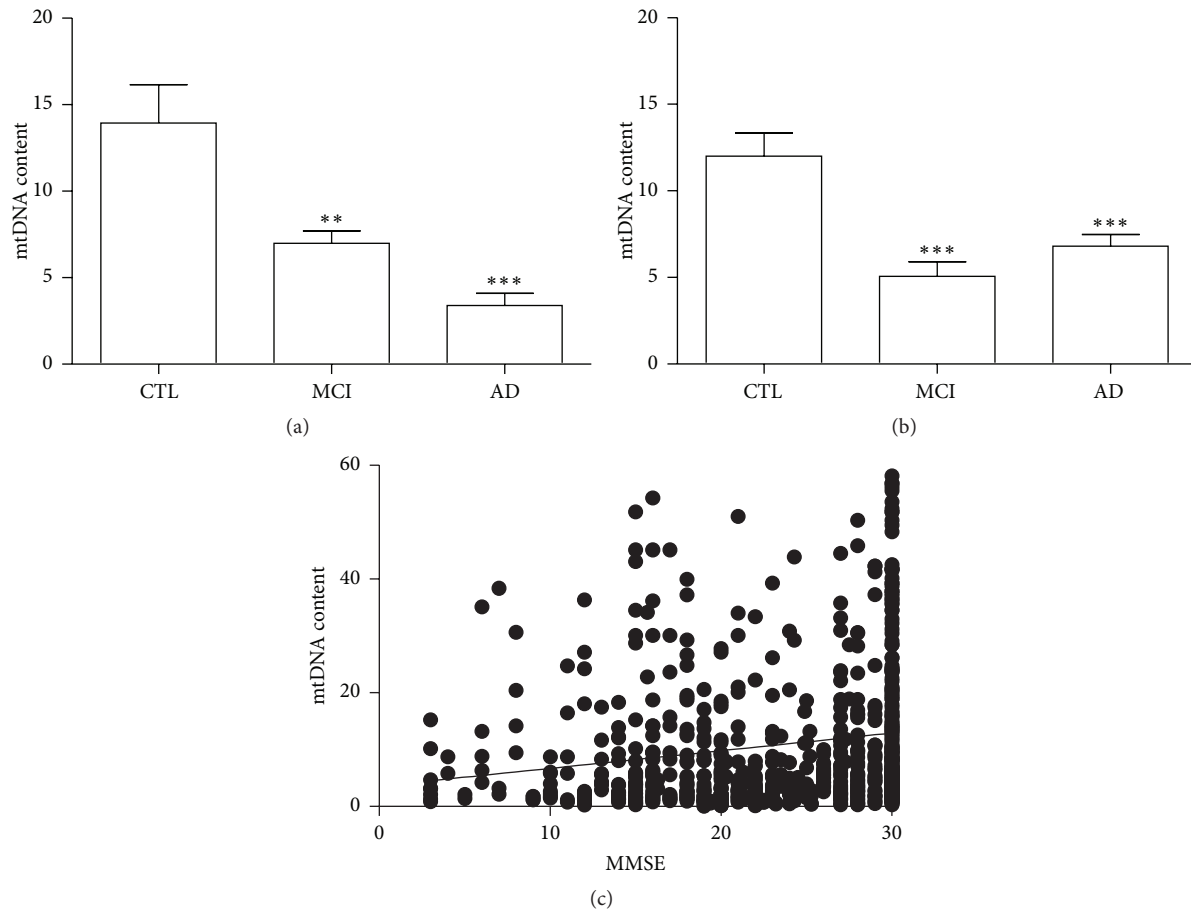 20
15
10
5
0
mtDNA content
**
***
CTL
MCI
AD
(a)
20
15
10
5
0
mtDNA content
***
***
CTL
MCI
AD
(b)
60
40
20
0
mtDNA content
0
10
20
30
MMSE
(c)